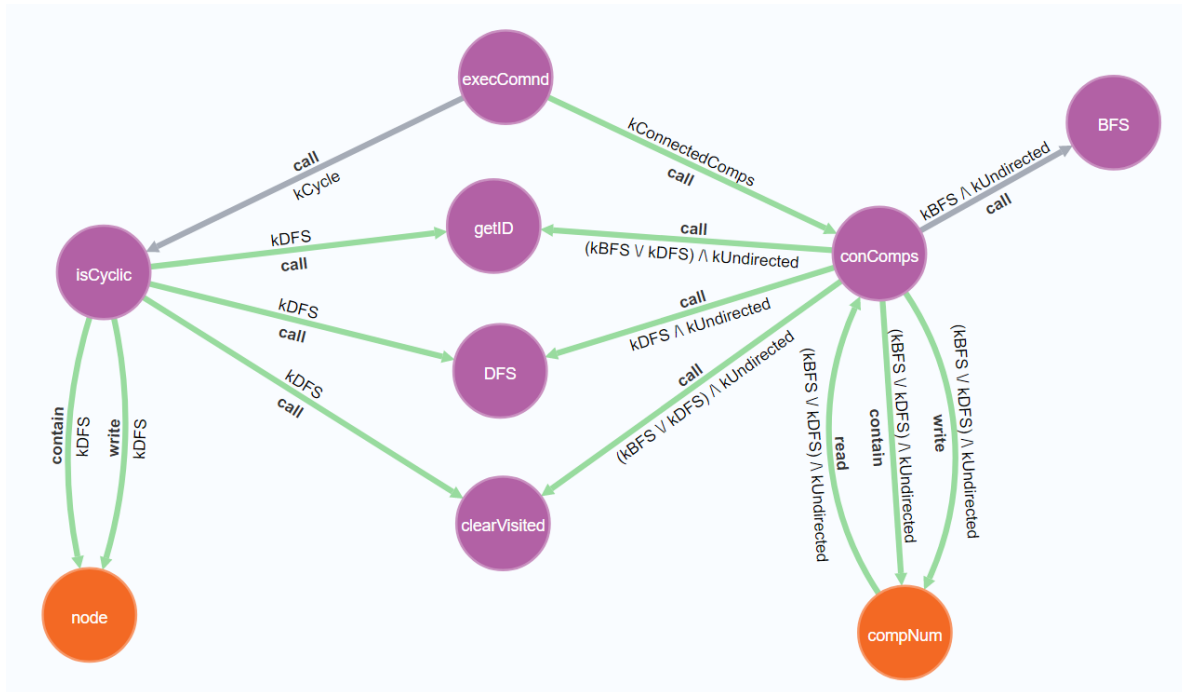 execComnd
BFS
call
kCycle
kConnectedComps
call
kBFS /\ kUndirected
call
getID
kDFS
call
call
(kBFS \/ kDFS) /\ kUndirected
isCyclic
conComps
kDFS
call
call
kDFS /\ kUndirected
DFS
kDFS
call
call
(kBFS \/ kDFS) /\ kUndirected
contain
kDFS
write
kDFS
(kBFS \/ kDFS) /\ kUndirected
read
(kBFS \/ kDFS) /\ kUndirected
contain
(kBFS \/ kDFS) /\ kUndirected
write
clearVisited
node
compNum